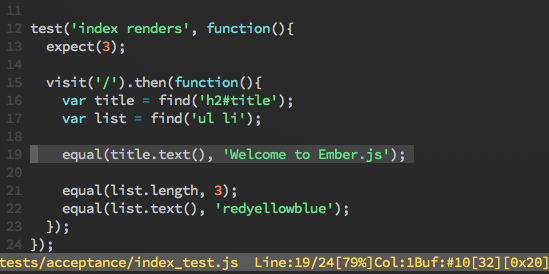 11
12 test('index renders', function(){
13   expect(3);
14
15   visit('/').then(function(){
16     var title = find('h2#title');
17     var list = find('ul li');
18
19     equal(title.text(), 'Welcome to Ember.js');
20
21     equal(list.length, 3);
22     equal(list.text(), 'redyellowblue');
23   });
24 });
tests/acceptance/index_test.js  Line:19/24[79%]Col:1Buf:#10[32][0x20]